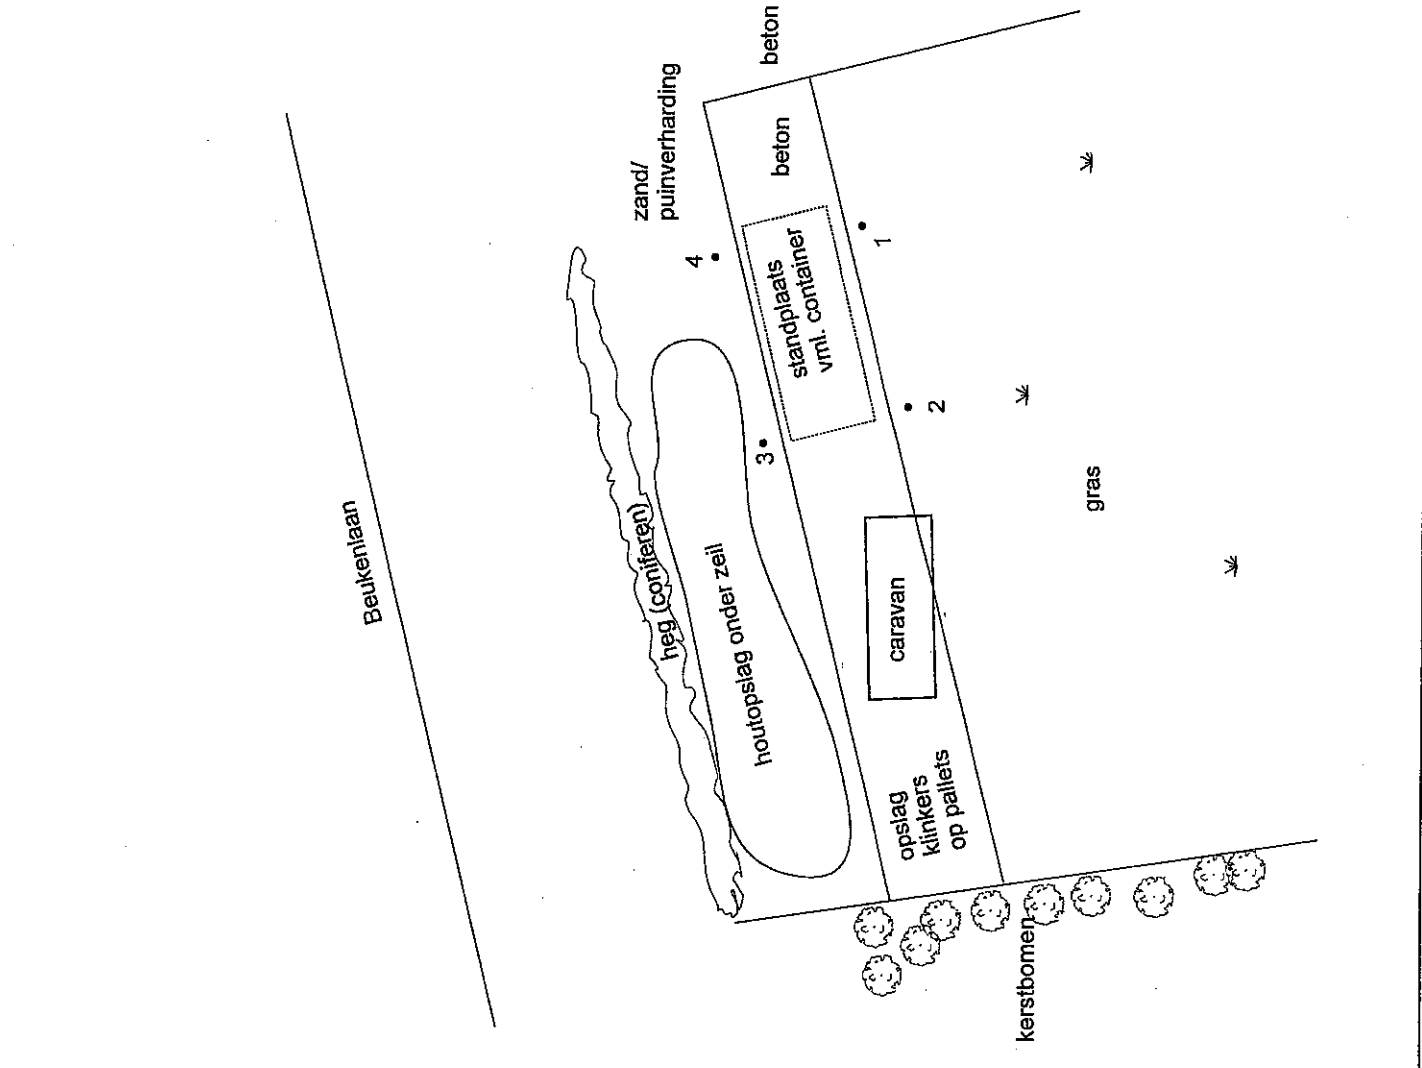 Beukenlaan
heg (coniferen)
houtopslag onder zeil
zand/
puinverharding
beton
beton
4
3
standplaats
vml. container
1
2
caravan
opslag
klinkers
op pallets
gras
kerstbomen